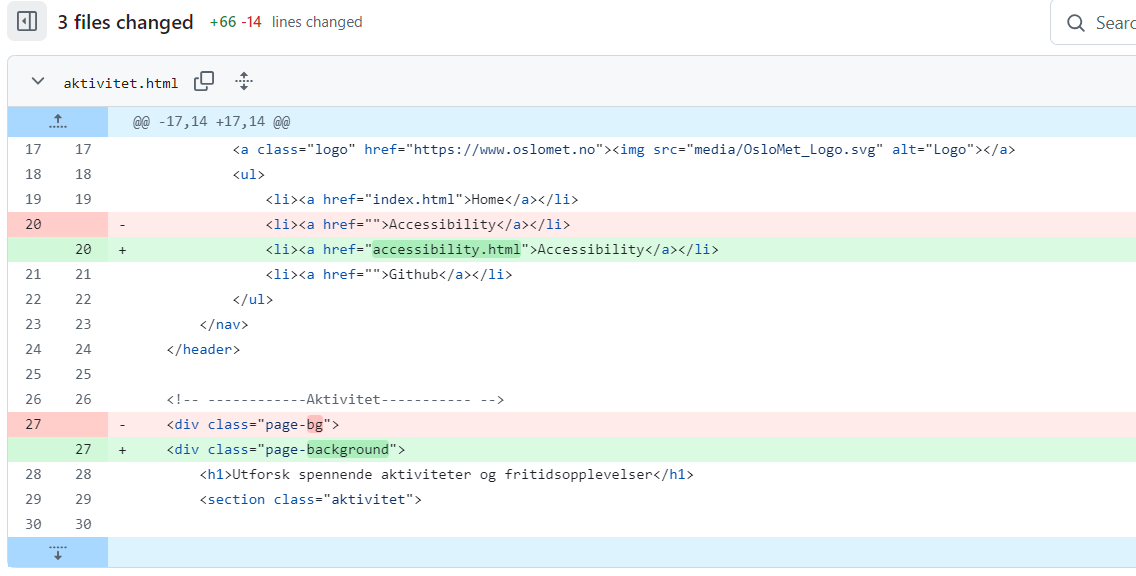 3 files changed +66 -14 lines changed
Searc
aktivitet.html
@@ -17,14 +17,14 @@
17 17 <a class="logo" href="https://www.oslomet.no"><img src="media/OsloMet_Logo.svg" alt="Logo"></a>
18 18 <ul>
19 19 <li><a href="index.html">Home</a></li>
20 - <li><a href="">Accessibility</a></li>
20 + <li><a href="accessibility.html">Accessibility</a></li>
21 21 <li><a href="">Github</a></li>
22 22 </ul>
23 23 </nav>
24 24 </header>
25 25
26 26 <!-- ------------Aktivitet----------- -->
27 - <div class="page-bg">
27 + <div class="page-background">
28 28 <h1>Utforsk spennende aktiviteter og fritidsopplevelser</h1>
29 29 <section class="aktivitet">
30 30